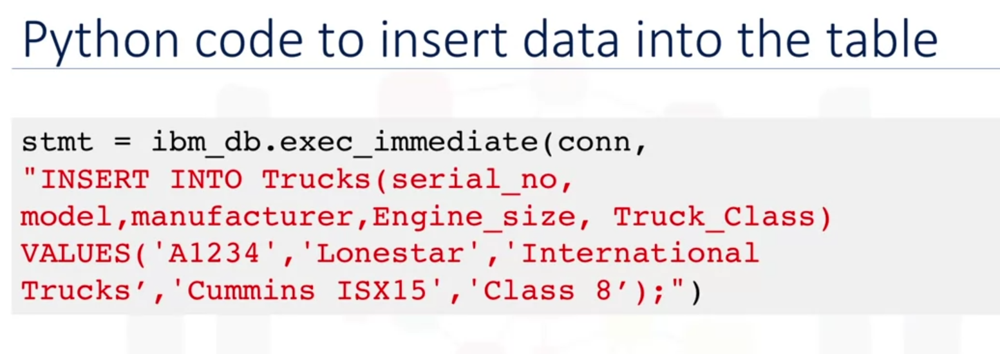 Python code to insert data into the table
stmt = ibm_db.exec_immediate(conn,
"INSERT INTO Trucks(serial_no,
model,manufacturer,Engine_size, Truck_Class)
VALUES('A1234','Lonestar','International
Trucks’,'Cummins ISX15','Class 8’);")